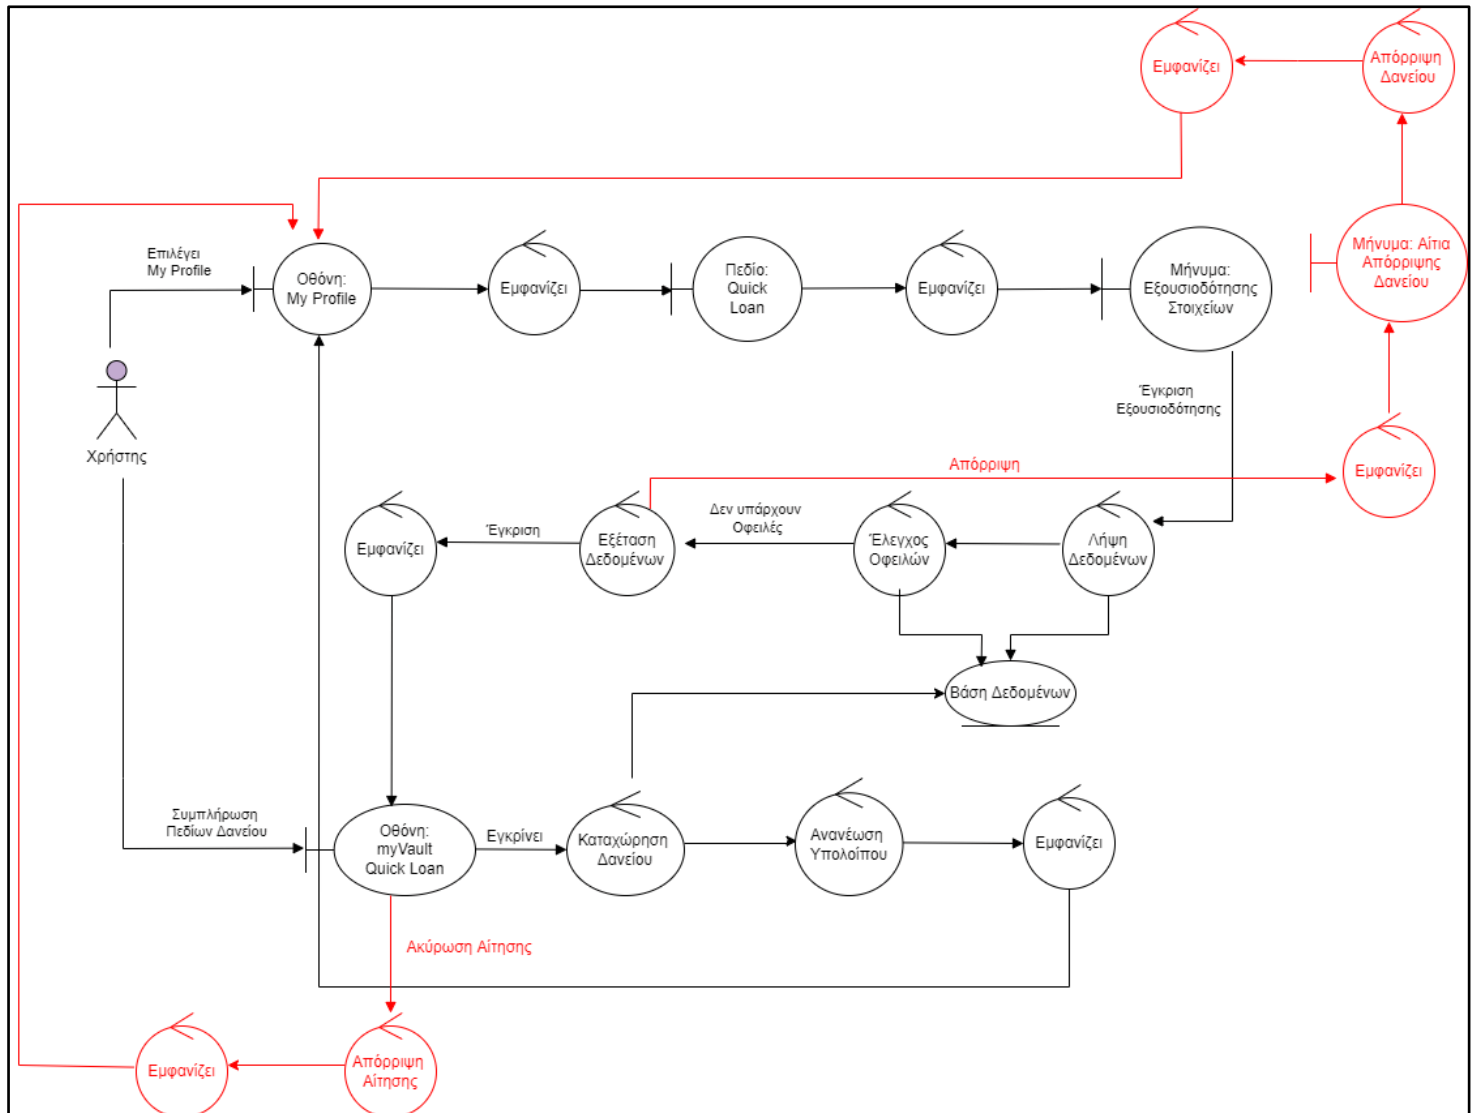 Εμφανίζει
Απόρριψη
Δανείου
Επιλέγει
My Profile
Οθόνη:
My Profile
Εμφανίζει
Πεδίο:
Quick
Loan
Εμφανίζει
Μήνυμα:
Εξουσιοδότησης
Στοιχείων
Μήνυμα: Αίτια
Απόρριψης
Δανείου
Χρήστης
Έγκριση
Εξουσιοδότησης
Απόρριψη
Εμφανίζει
Εμφανίζει
Έγκριση
Εξέταση
Δεδομένων
Δεν υπάρχουν
Οφειλές
Έλεγχος
Οφειλών
Λήψη
Δεδομένων
Βάση Δεδομένων
Συμπλήρωση
Πεδίων Δανείου
Οθόνη:
myVault
Quick Loan
Εγκρίνει
Καταχώρηση
Δανείου
Ανανέωση
Υπολοίπου
Εμφανίζει
Ακύρωση Αίτησης
Εμφανίζει
Απόρριψη
Αίτησης